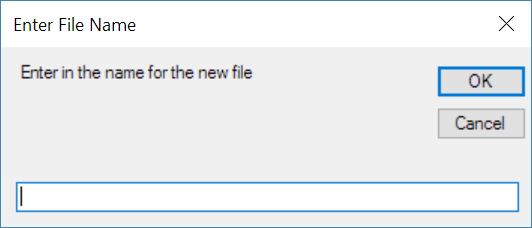 Enter File Name
Enter in the name for the new file
OK
Cancel